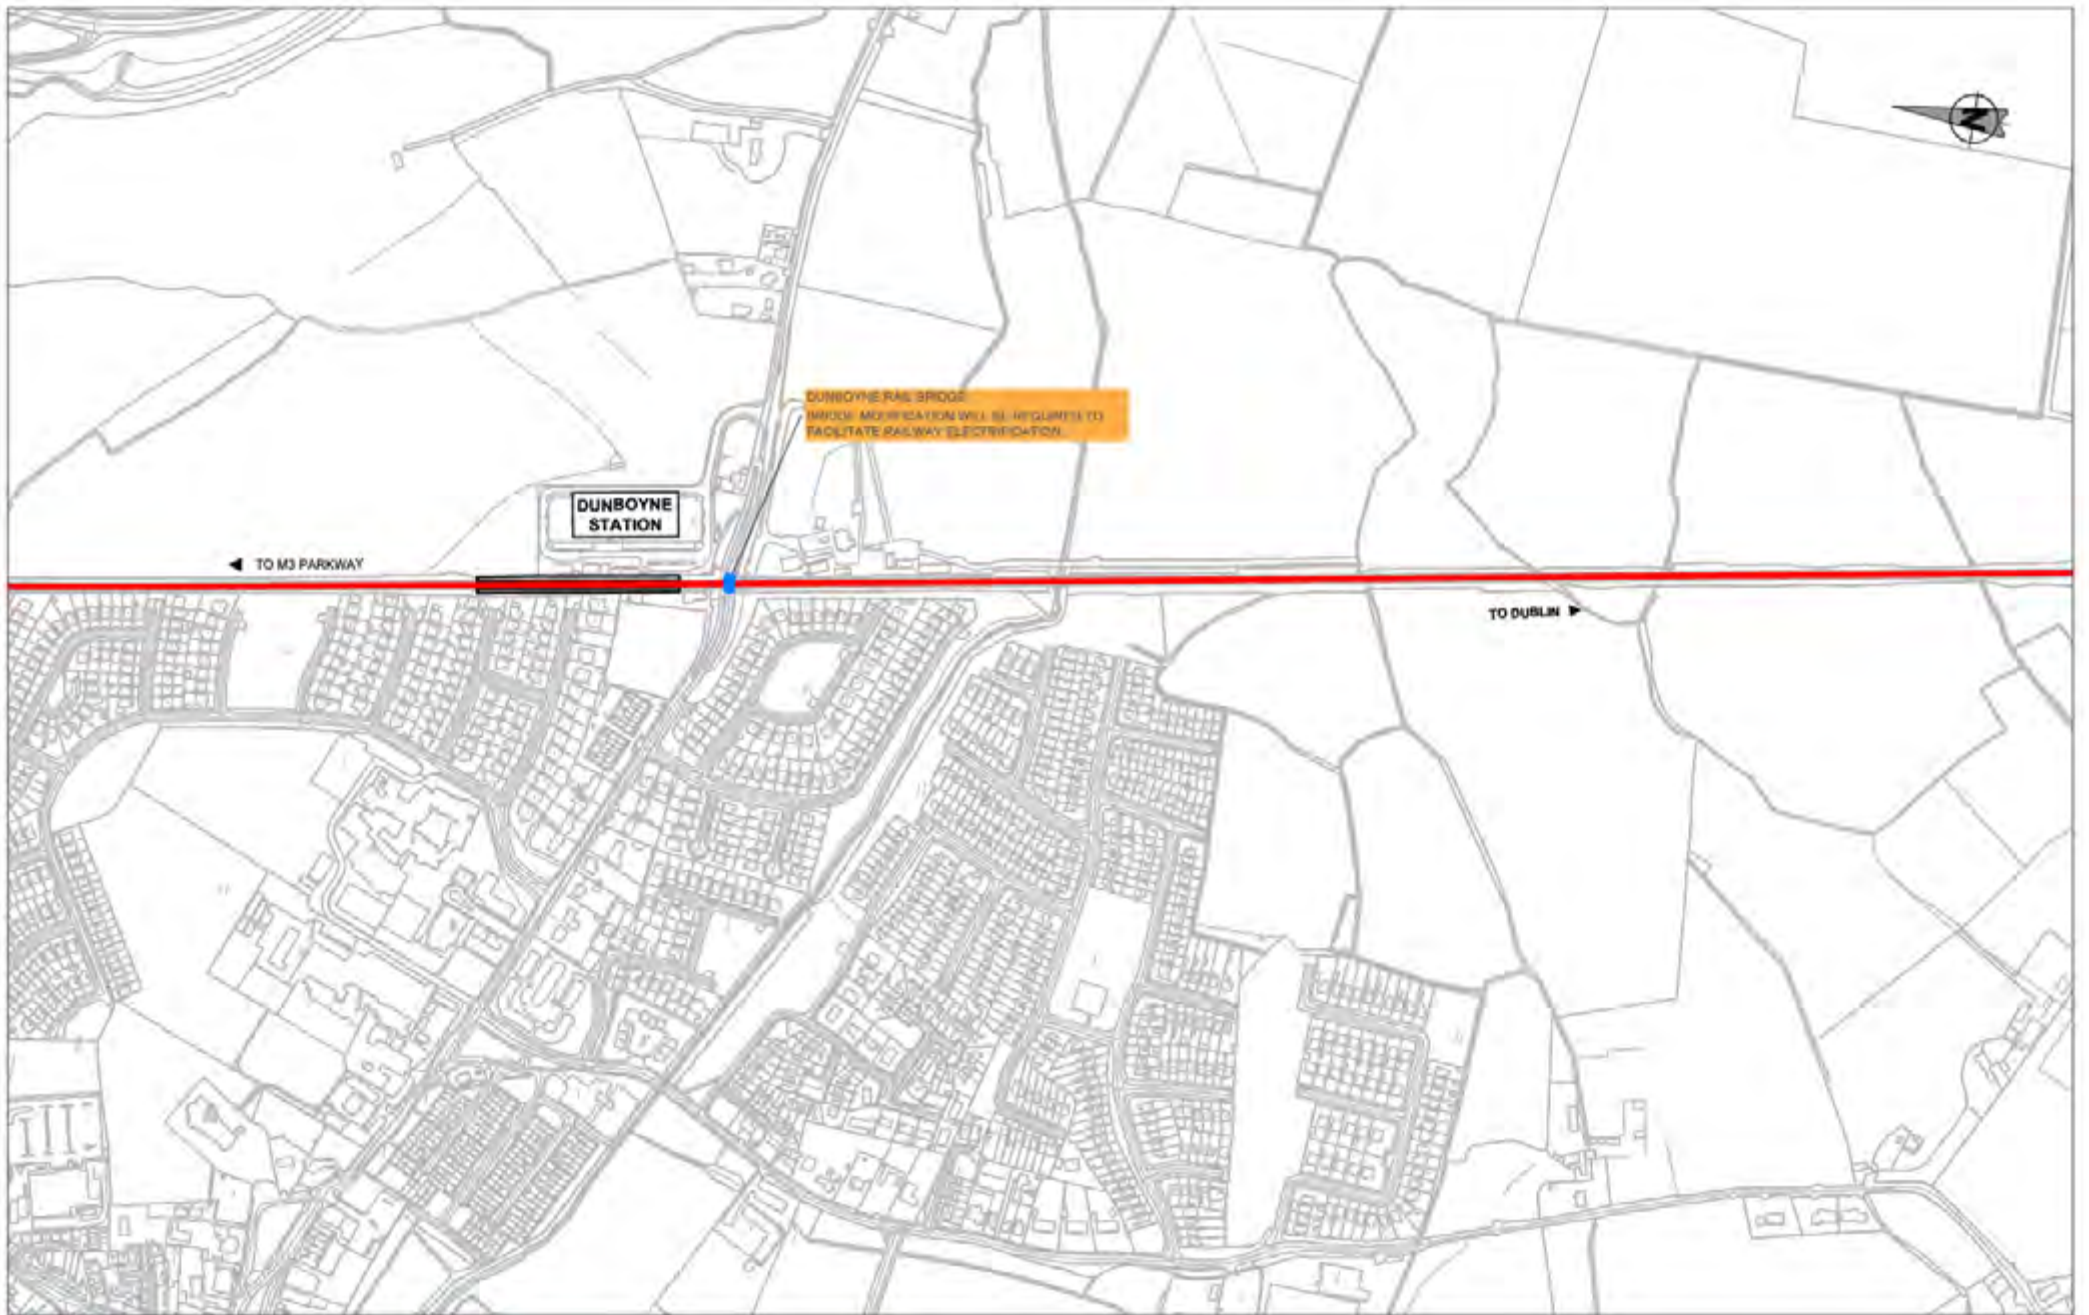 N
DUNBOYNE RAIL BRIDGE:
BRIDGE MODIFICATION WILL BE REQUIRED TO
FACILITATE RAILWAY ELECTRIFICATION.
DUNBOYNE
STATION
TO M3 PARKWAY
TO DUBLIN